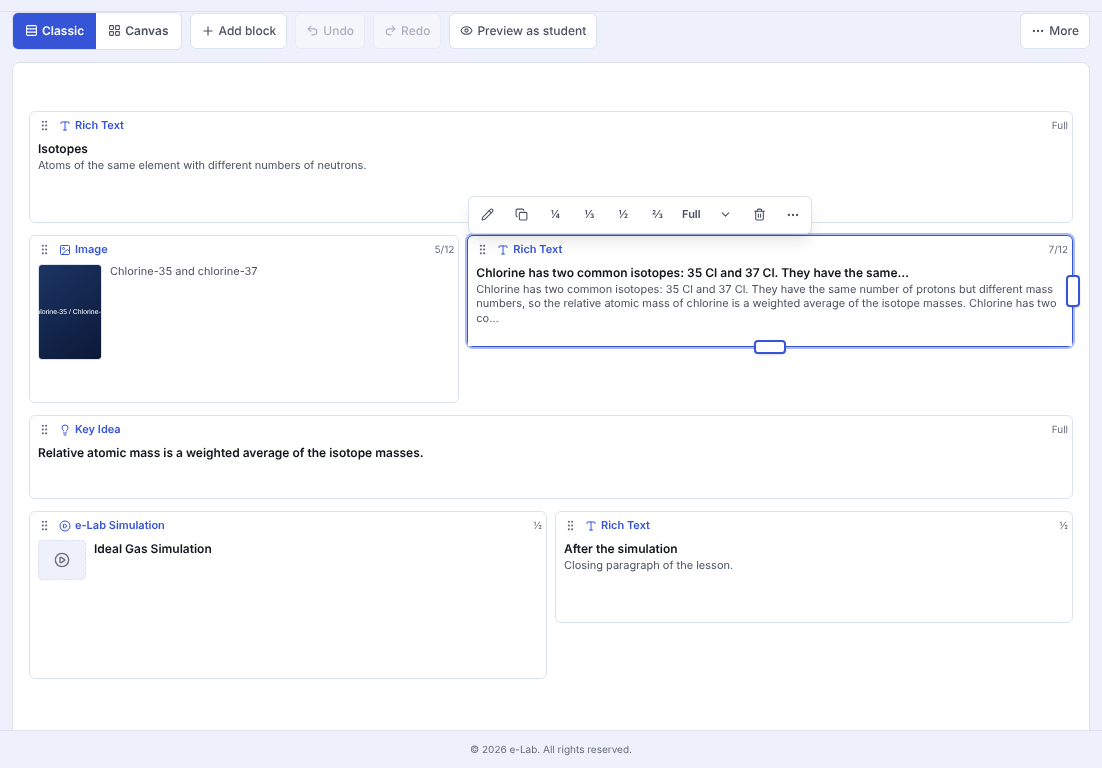 Classic
Canvas
Add block
Undo
Redo
Preview as student
More
Rich Text
Full
Isotopes
Atoms of the same element with different numbers of neutrons.
¼
⅓
½
⅔
Full
Image
5/12
lorine-35 / Chlorine-
Chlorine-35 and chlorine-37
Rich Text
7/12
Chlorine has two common isotopes: 35 Cl and 37 Cl. They have the same…
Chlorine has two common isotopes: 35 Cl and 37 Cl. They have the same number of protons but different mass
numbers, so the relative atomic mass of chlorine is a weighted average of the isotope masses. Chlorine has two
co…
Key Idea
Full
Relative atomic mass is a weighted average of the isotope masses.
e-Lab Simulation
½
Ideal Gas Simulation
Rich Text
½
After the simulation
Closing paragraph of the lesson.
© 2026 e-Lab. All rights reserved.